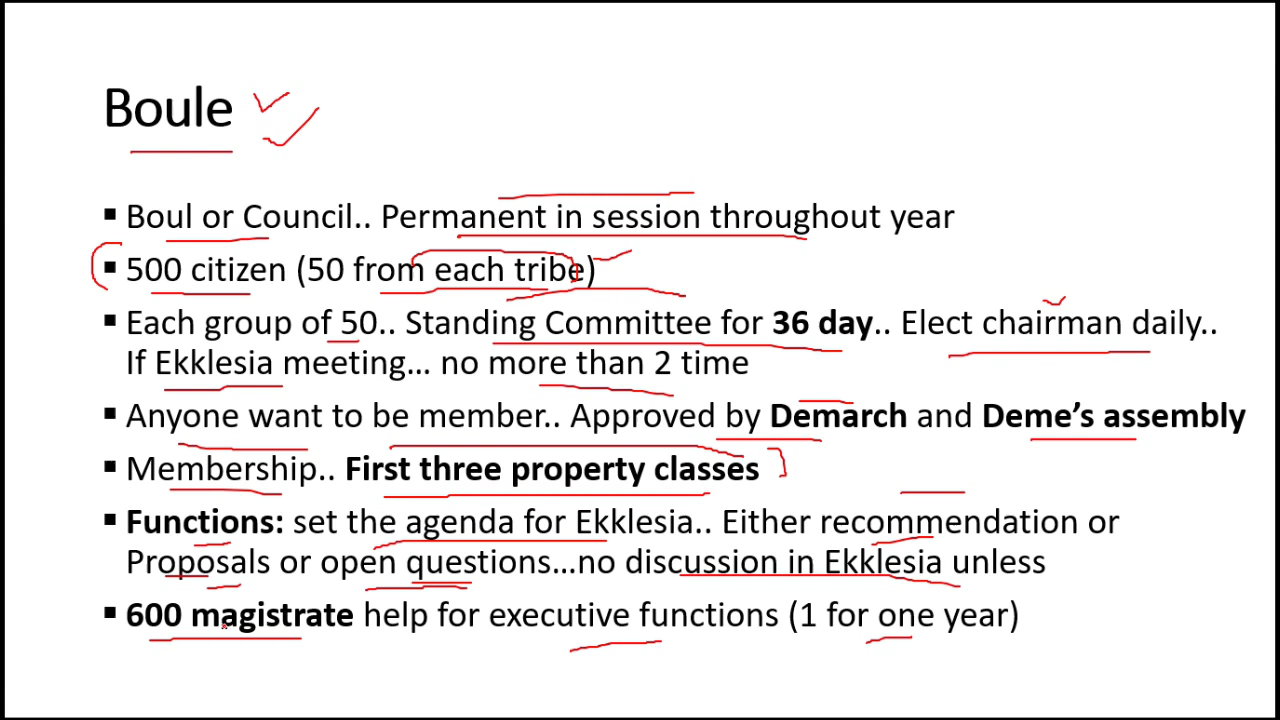 Boule
▪ Boul or Council.. Permanent in session throughout year
▪ 500 citizen (50 from each tribe)
▪ Each group of 50.. Standing Committee for 36 day.. Elect chairman daily..
If Ekklesia meeting... no more than 2 time
▪ Anyone want to be member.. Approved by Demarch and Deme's assembly
▪ Membership.. First three property classes
▪ Functions: set the agenda for Ekklesia.. Either recommendation or
Proposals or open questions...no discussion in Ekklesia unless
▪ 600 magistrate help for executive functions (1 for one year)